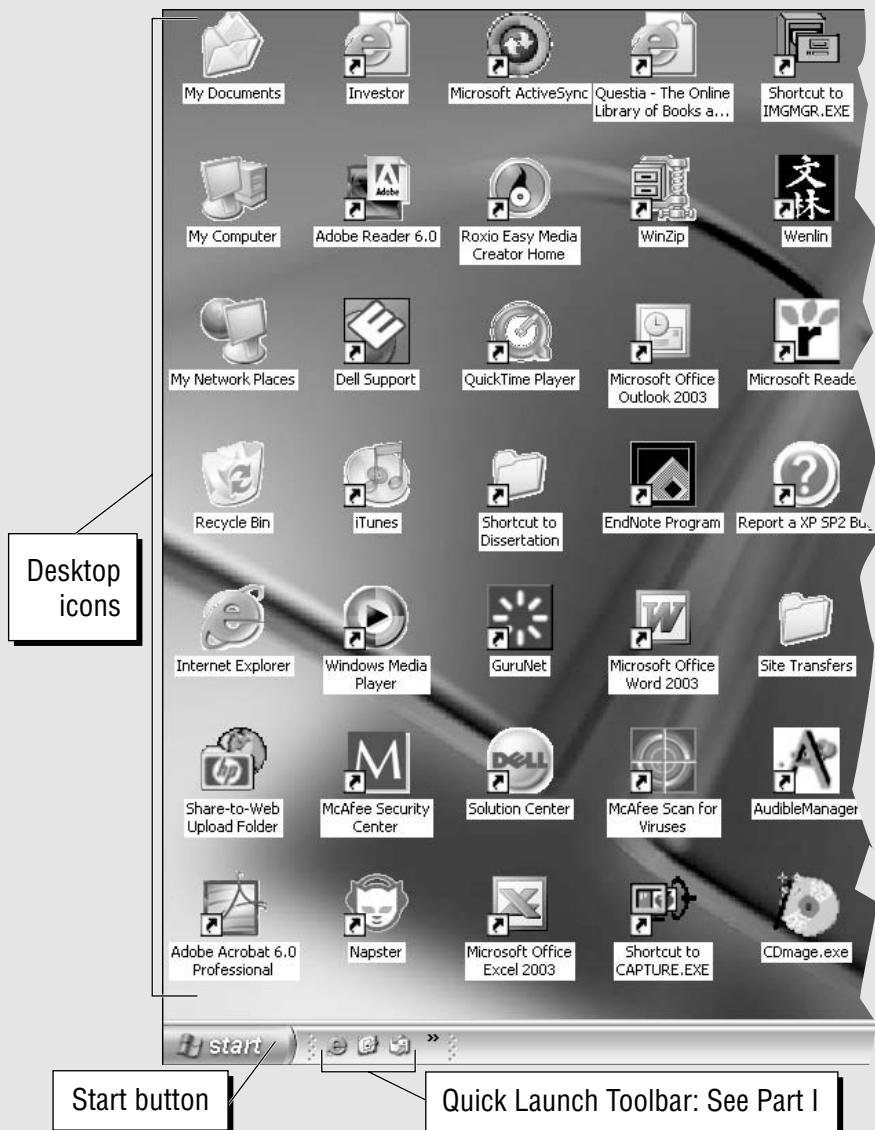 My Documents
Investor
Microsoft ActiveSync
Questia - The Online
Library of Books a...
Shortcut to
IMGMGR.EXE
Adobe
文
林
My Computer
Adobe Reader 6.0
Roxio Easy Media
Creator Home
WinZip
Wenlin
r
My Network Places
Dell Support
QuickTime Player
Microsoft Office
Outlook 2003
Microsoft Reade
Recycle Bin
iTunes
Shortcut to
Dissertation
EndNote Program
Report a XP SP2 Bug
Desktop
icons
W
Internet Explorer
Windows Media
Player
GuruNet
Microsoft Office
Word 2003
Site Transfers
hp
M
DELL
A
Share-to-Web
Upload Folder
McAfee Security
Center
Solution Center
McAfee Scan for
Viruses
AudibleManager
Adobe Acrobat 6.0
Professional
Napster
Microsoft Office
Excel 2003
Shortcut to
CAPTURE.EXE
CDmage.exe
start
»
Start button
Quick Launch Toolbar: See Part I